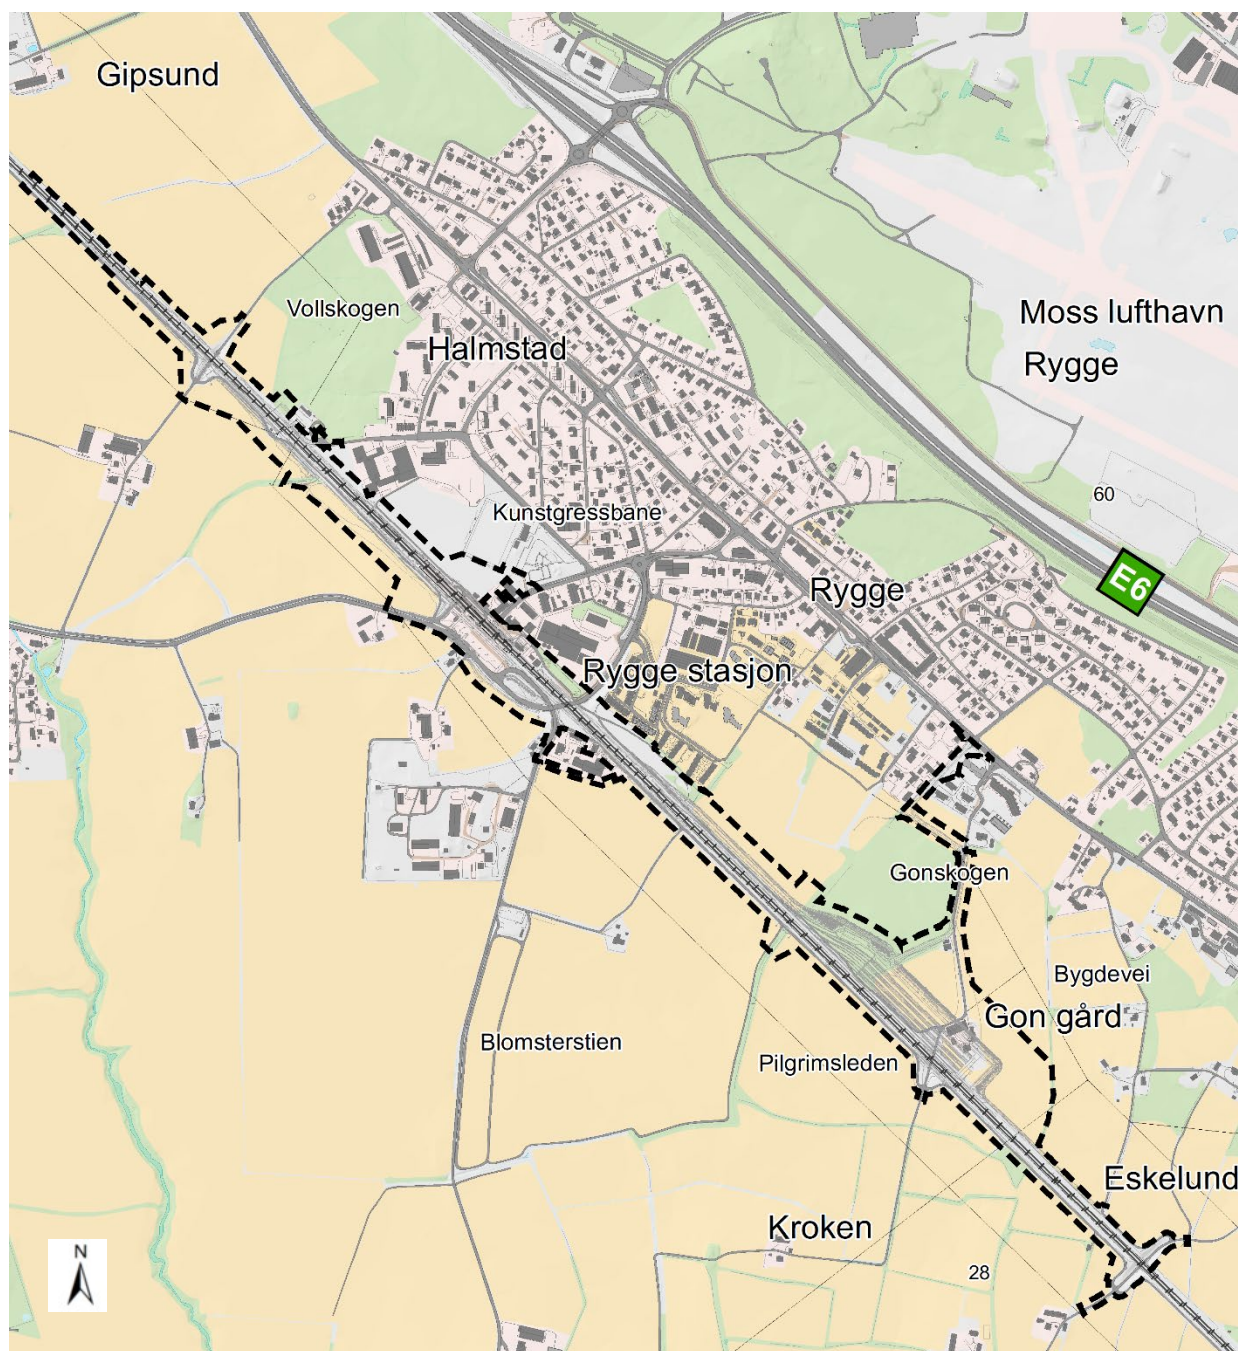 Gipsund
Vollskogen
Moss lufthavn
Rygge
Halmstad
60
Kunstgressbane
E6
Rygge
Rygge stasjon
Gonskogen
Bygdevei
Gon gård
Blomsterstien
Pilgrimsleden
Eskelund
Kroken
N
28